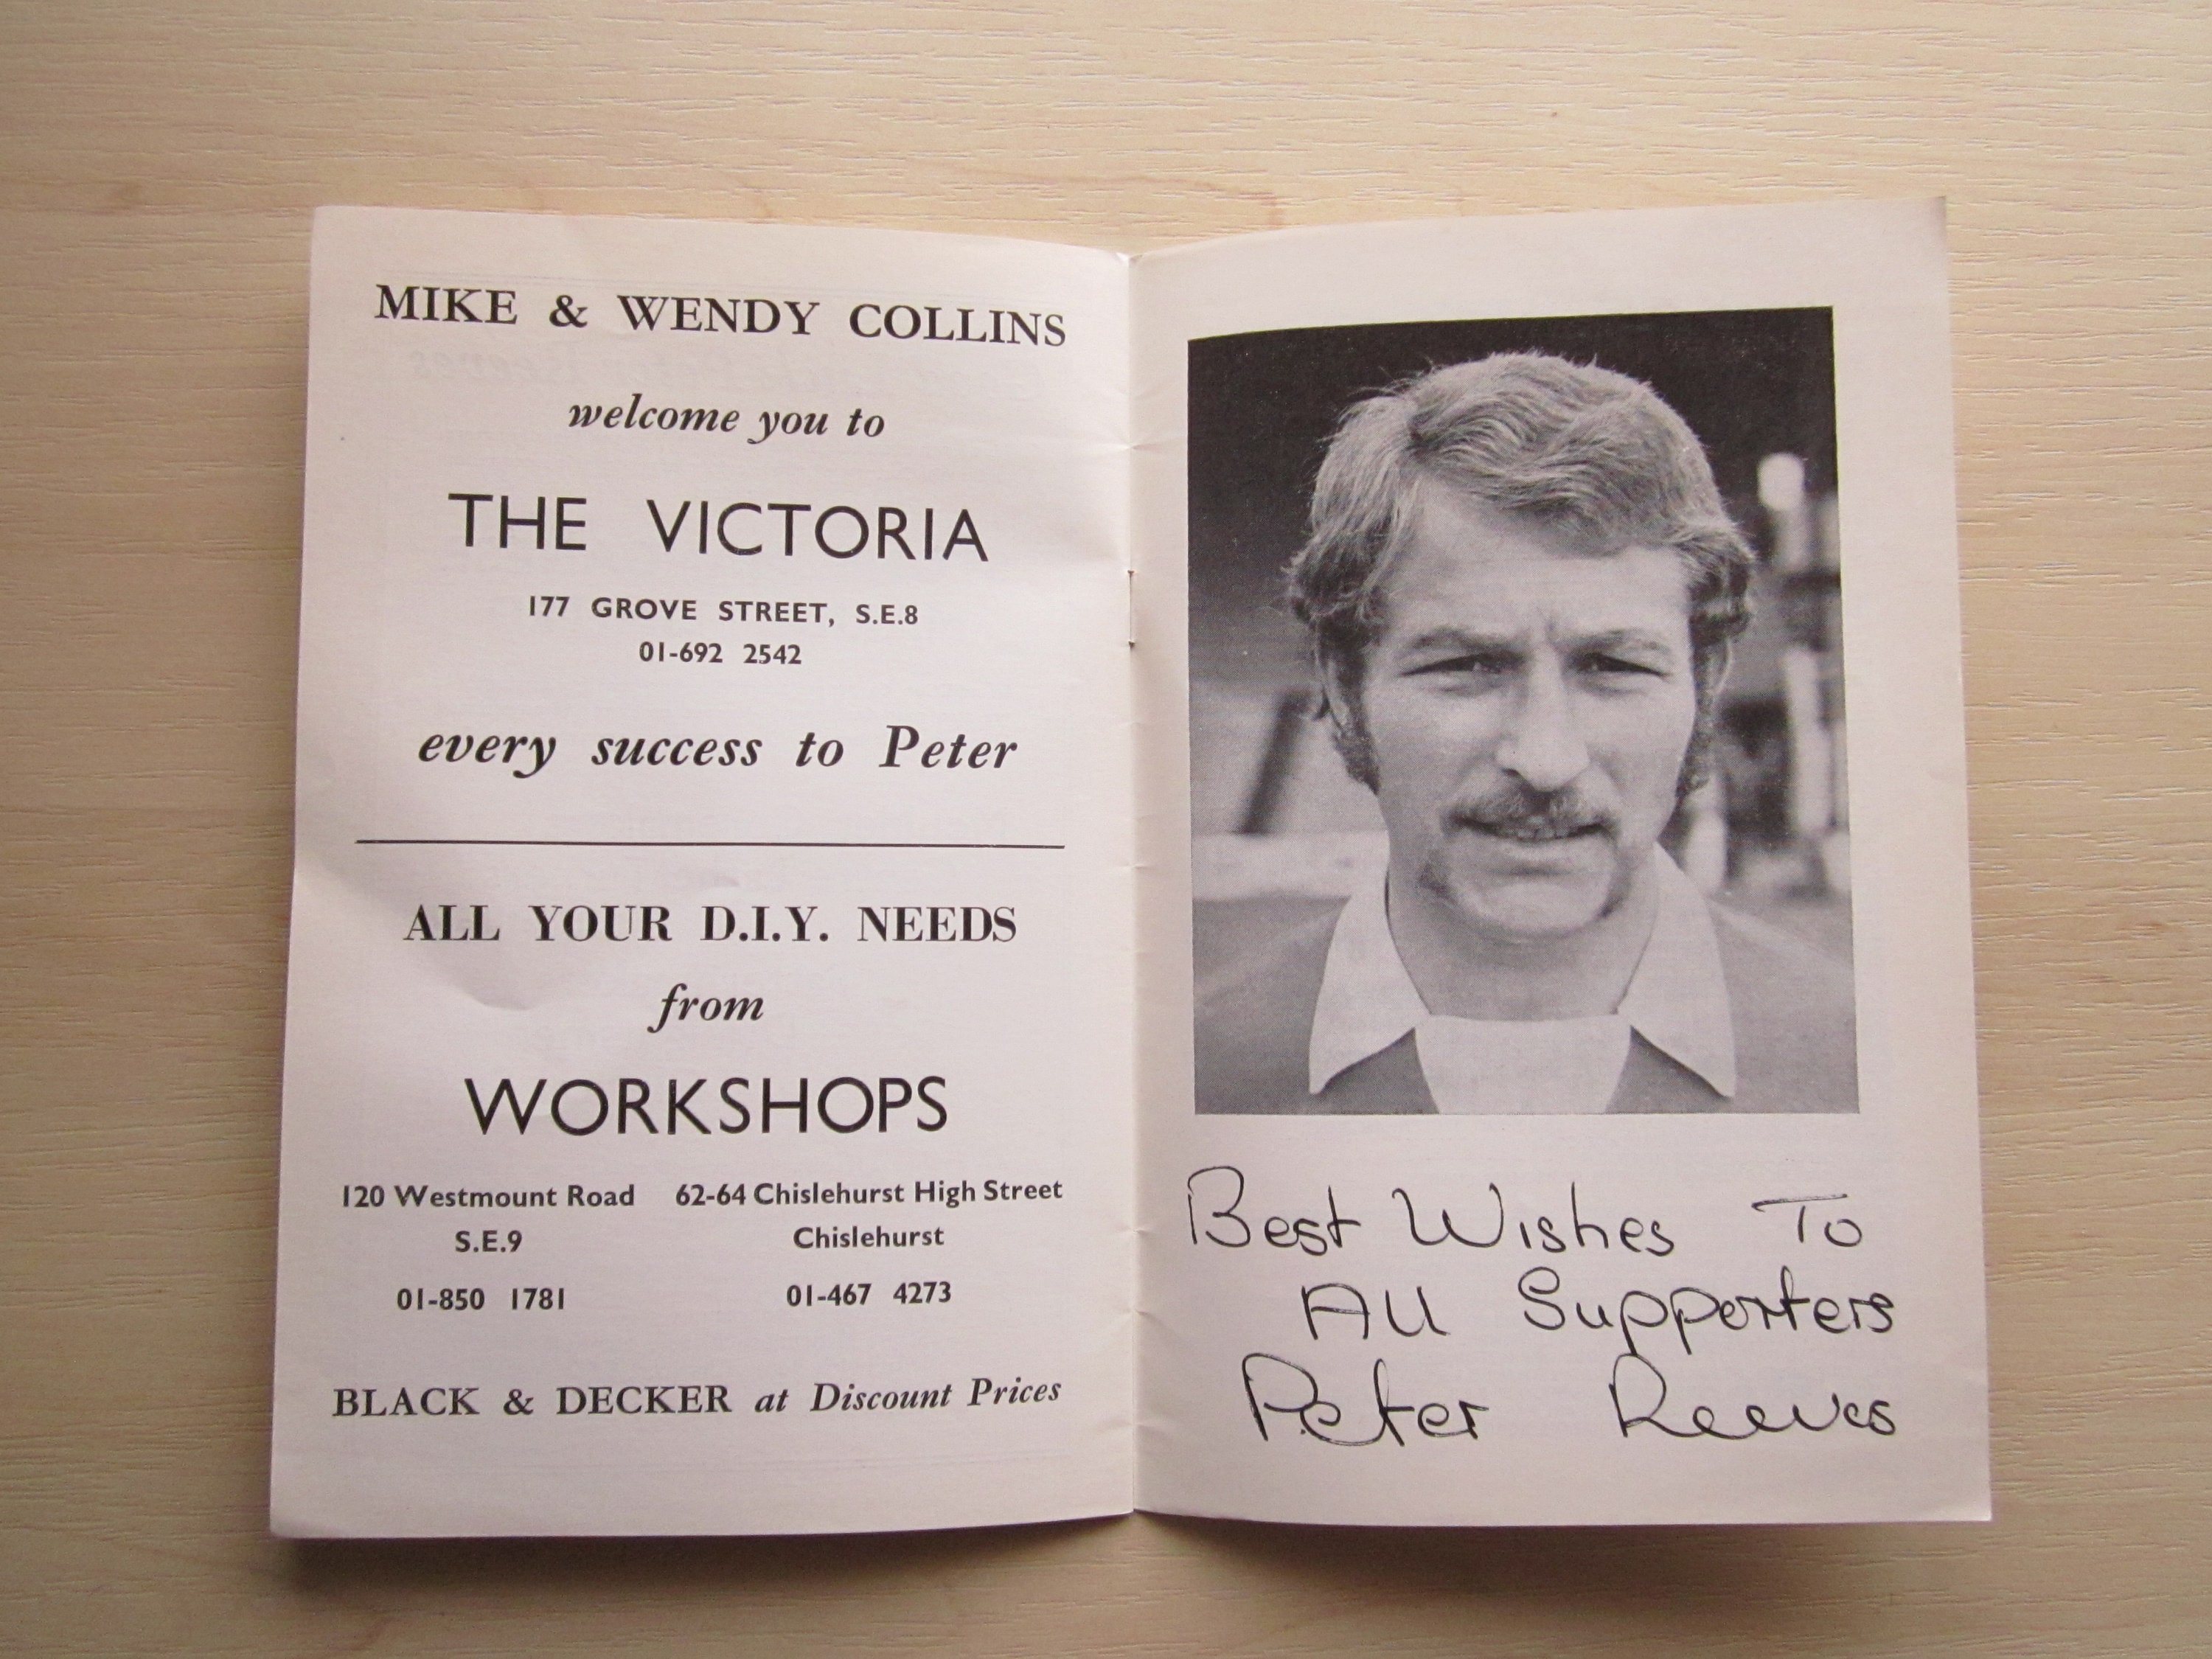 MIKE & WENDY COLLINS
welcome you to
THE VICTORIA
177 GROVE STREET, S.E.8
01-692 2542
every success to Peter
ALL YOUR D.I.Y. NEEDS
from
WORKSHOPS
120 Westmount Road
S.E.9
01-850 1781
62-64 Chislehurst High Street
Chislehurst
01-467 4273
BLACK & DECKER at Discount Prices
Best Wishes To
All Supporters
Peter Reeves